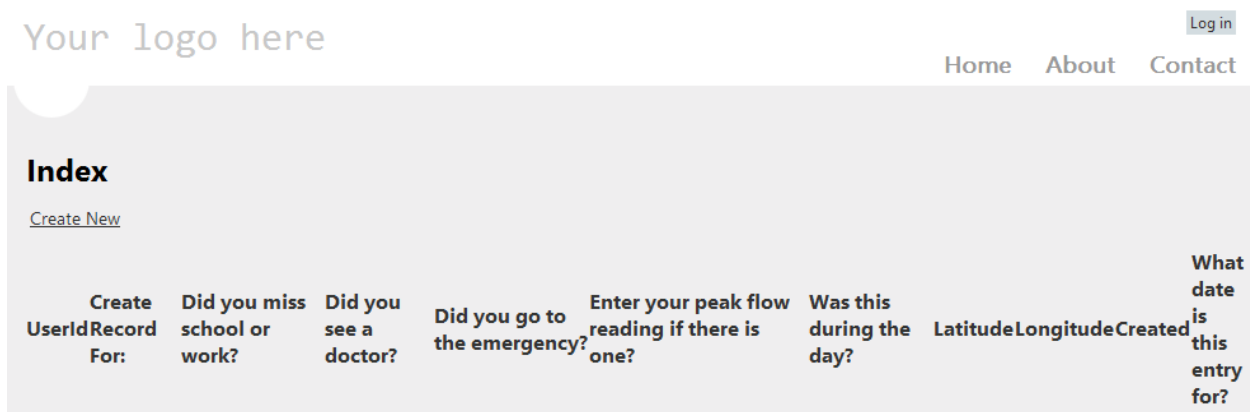 Your logo here
Log in
Home About Contact
Index
Create New
UserId
Create
Record
For:
Did you miss
school or
work?
Did you
see a
doctor?
Did you go to
the emergency?
Enter your peak flow
reading if there is
one?
Was this
during the
day?
Latitude
Longitude
Created
What
date
is
this
entry
for?